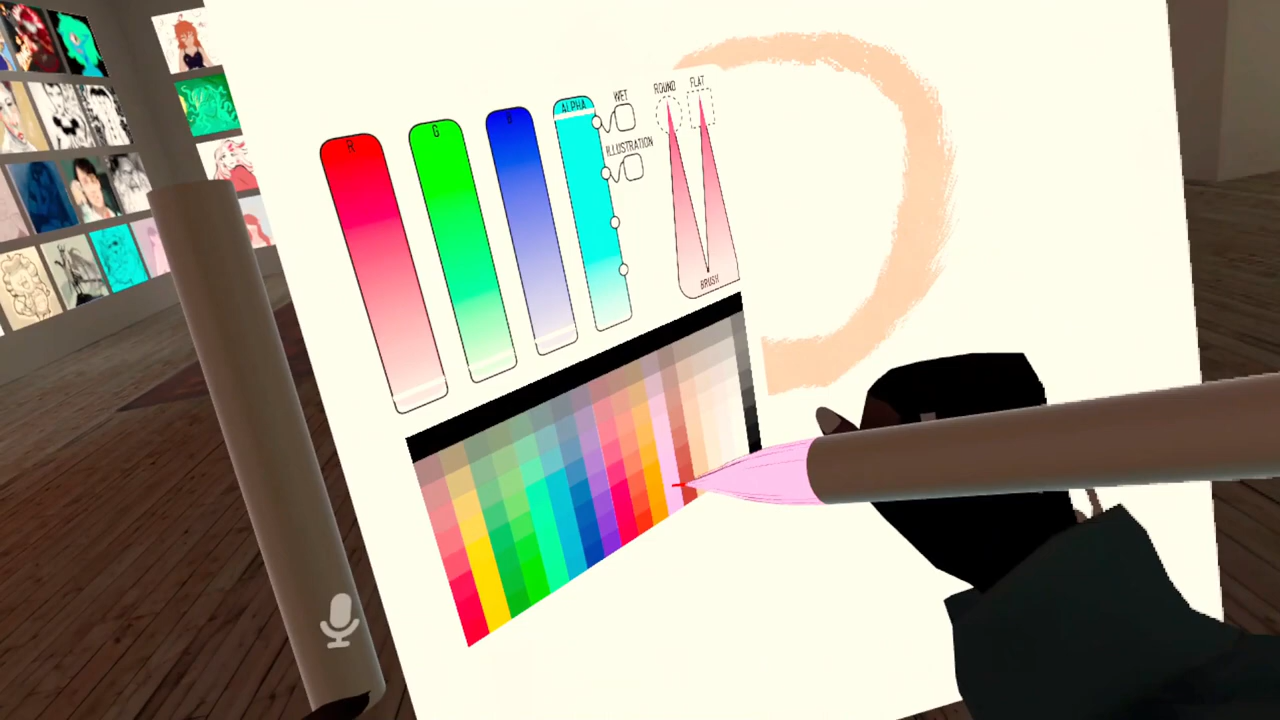 R
G
B
ALPHA
WET
ILLUSTRATION
ROUND
FLAT
BRUSH